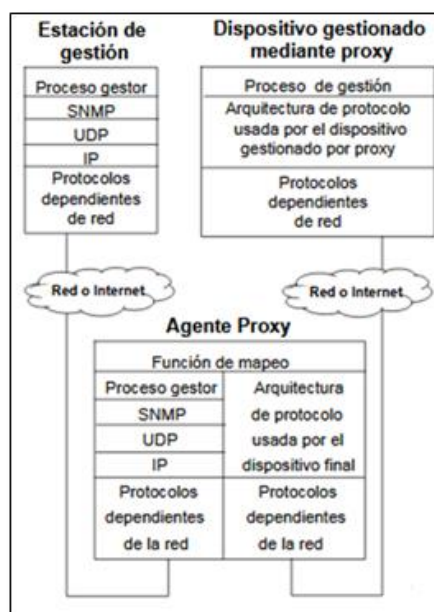 Estación de
gestión
Proceso gestor
SNMP
UDP
IP
Protocolos
dependientes
de red
Dispositivo gestionado
mediante proxy
Proceso de gestión
Arquitectura de protocolo
usada por el dispositivo
gestionado por proxy
Protocolos
dependientes
de red
Red o Internet
Red o Internet
Agente Proxy
Función de mapeo
Proceso gestor
SNMP
UDP
IP
Protocolos
dependientes
de la red
Arquitectura
de protocolo
usada por el
dispositivo final
Protocolos
dependientes
de la red